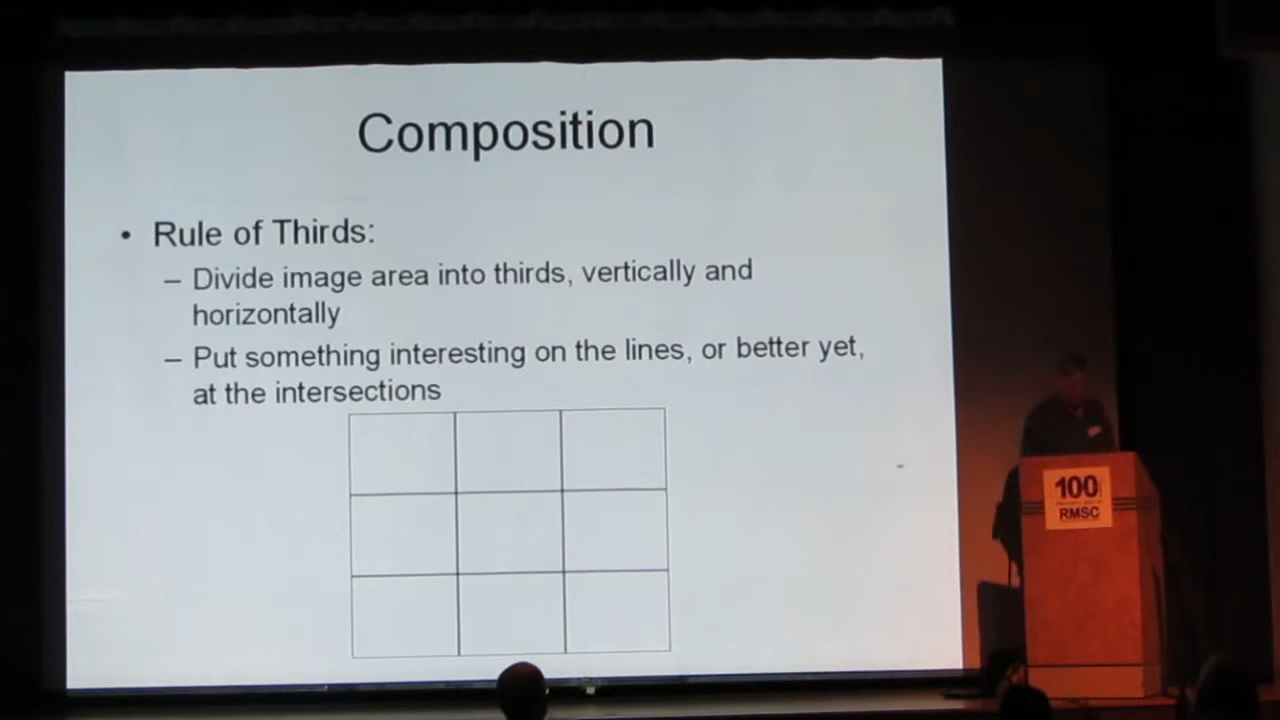 Composition
• Rule of Thirds:
– Divide image area into thirds, vertically and
horizontally
– Put something interesting on the lines, or better yet,
at the intersections
100
RMSC